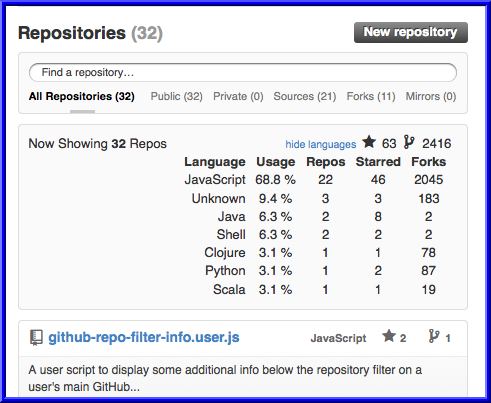 Repositories (32) New repository
Find a repository…
All Repositories (32) Public (32) Private (0) Sources (21) Forks (11) Mirrors (0)
Now Showing 32 Repos hide languages 63 2416
Language Usage Repos Starred Forks
JavaScript 68.8 % 22 46 2045
Unknown 9.4 % 3 3 183
Java 6.3 % 2 8 2
Shell 6.3 % 2 2 2
Clojure 3.1 % 1 1 78
Python 3.1 % 1 2 87
Scala 3.1 % 1 1 19
github-repo-filter-info.user.js JavaScript 2 1
A user script to display some additional info below the repository filter on a
user's main GitHub...